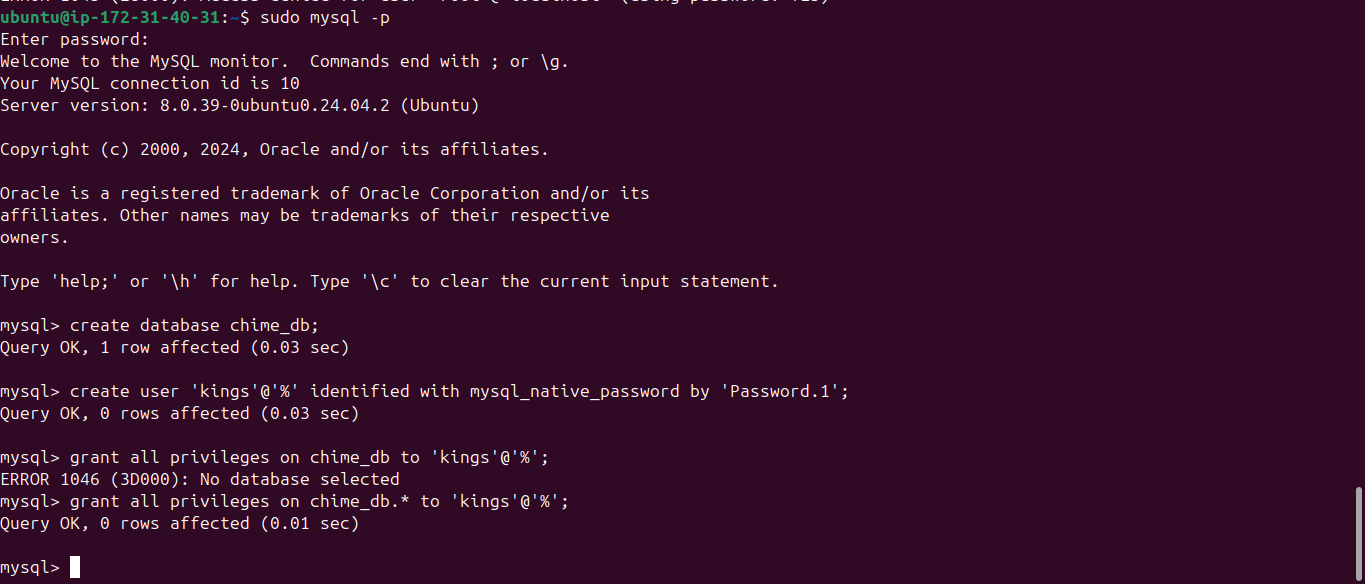 ubuntu@ip-172-31-40-31:~$ sudo mysql -p
Enter password:
Welcome to the MySQL monitor.  Commands end with ; or \g.
Your MySQL connection id is 10
Server version: 8.0.39-0ubuntu0.24.04.2 (Ubuntu)
Copyright (c) 2000, 2024, Oracle and/or its affiliates.
Oracle is a registered trademark of Oracle Corporation and/or its
affiliates. Other names may be trademarks of their respective
owners.
Type 'help;' or '\h' for help. Type '\c' to clear the current input statement.
mysql> create database chime_db;
Query OK, 1 row affected (0.03 sec)
mysql> create user 'kings'@'%' identified with mysql_native_password by 'Password.1';
Query OK, 0 rows affected (0.03 sec)
mysql> grant all privileges on chime_db to 'kings'@'%';
ERROR 1046 (3D000): No database selected
mysql> grant all privileges on chime_db.* to 'kings'@'%';
Query OK, 0 rows affected (0.01 sec)
mysql>